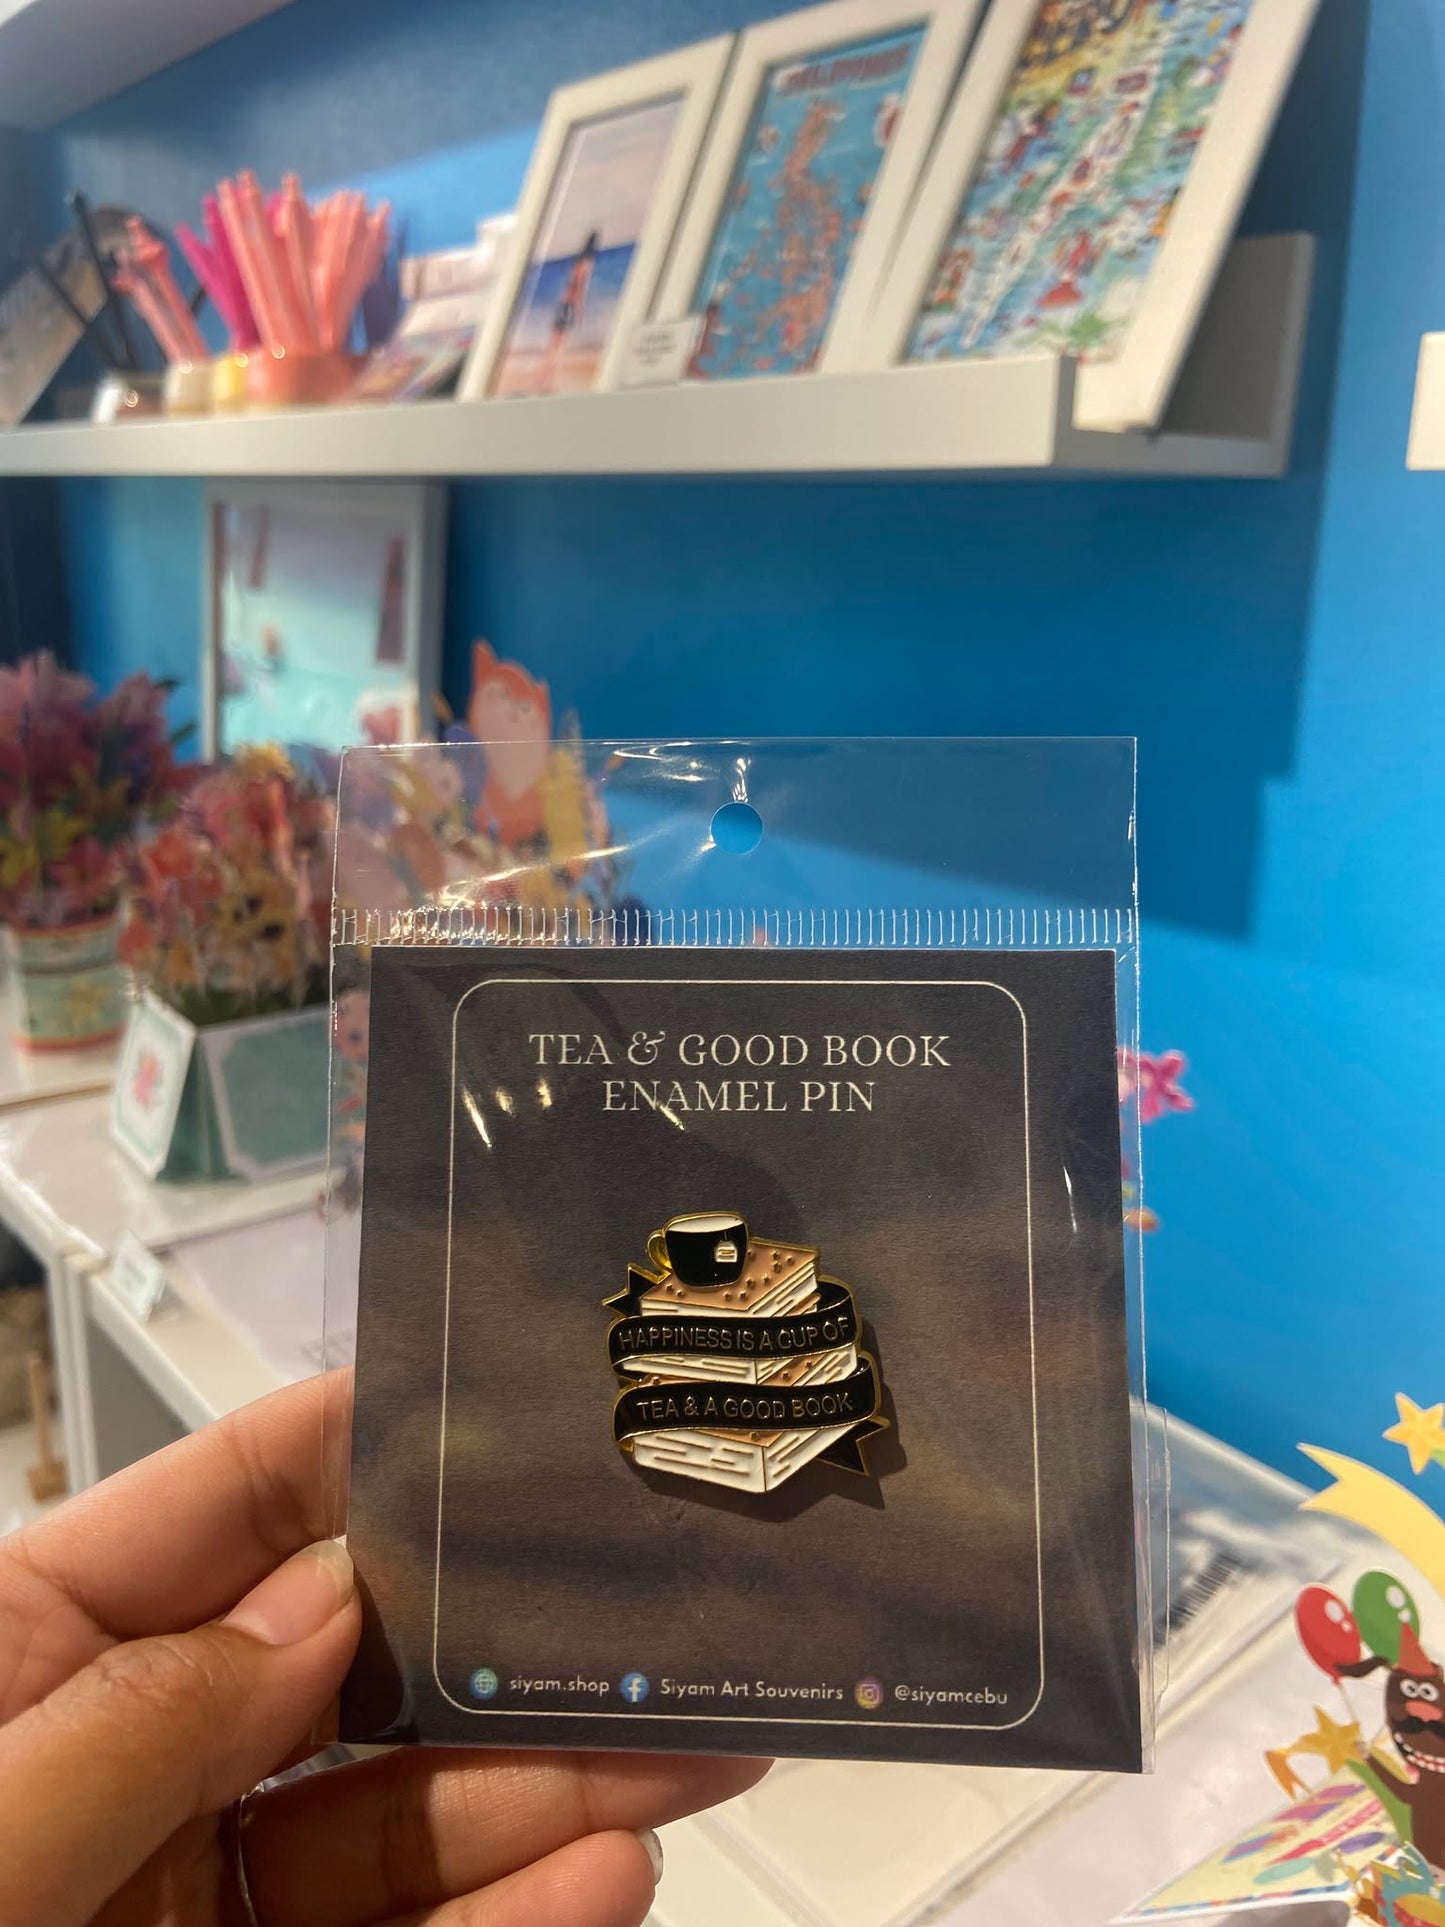 TEA & GOOD BOOK
ENAMEL PIN
HAPPINESS IS A CUP OF
TEA & A GOOD BOOK
siyam.shop Siyam Art Souvenirs @siyamcebu